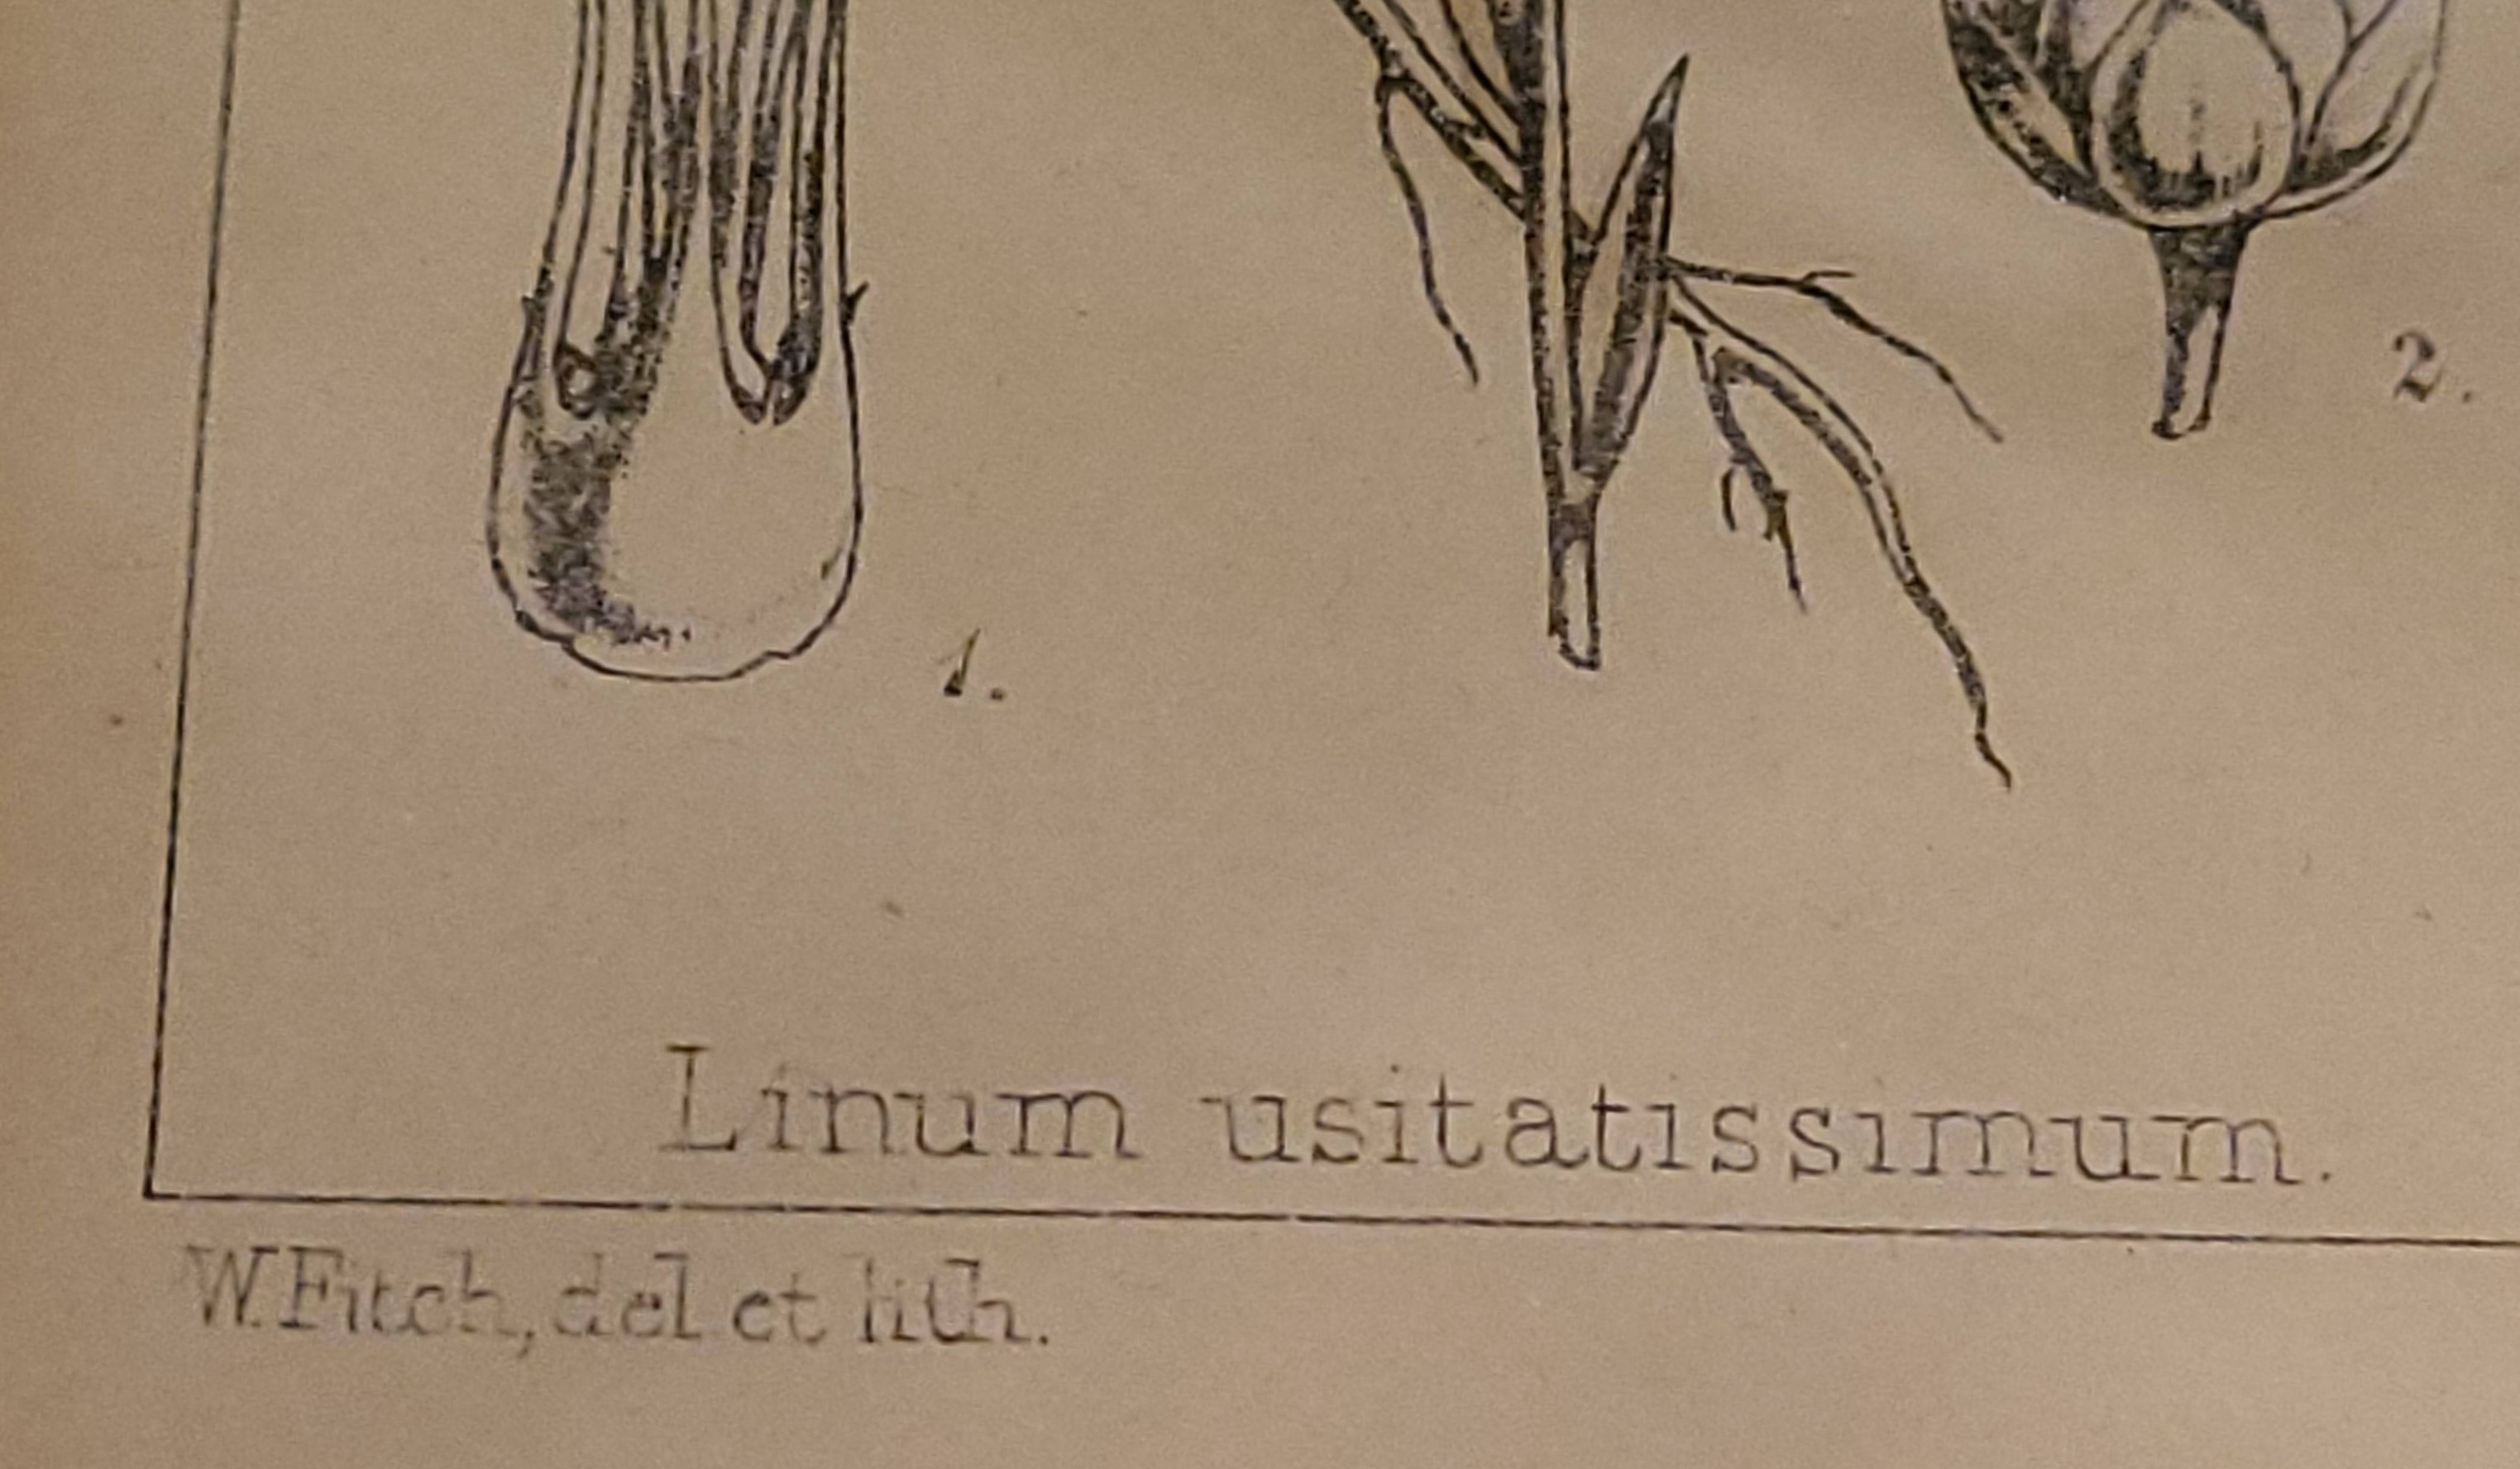 2.
1.
Linum usitatissimum.
W.Fitch, del et lith.